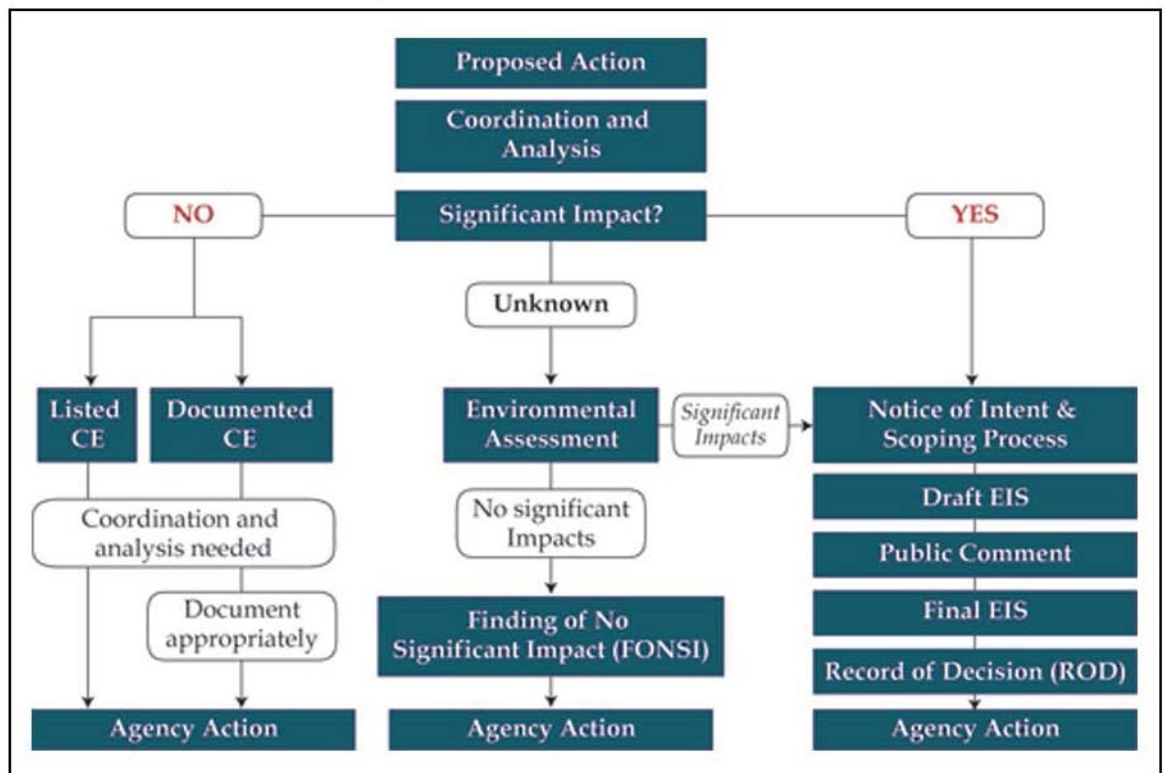 Proposed Action
Coordination and
Analysis
NO
Significant Impact?
YES
Unknown
Listed
CE
Documented
CE
Environmental
Assessment
Significant
Impacts
Notice of Intent &
Scoping Process
Coordination and
analysis needed
No significant
Impacts
Draft EIS
Public Comment
Document
appropriately
Finding of No
Significant Impact (FONSI)
Final EIS
Record of Decision (ROD)
Agency Action
Agency Action
Agency Action